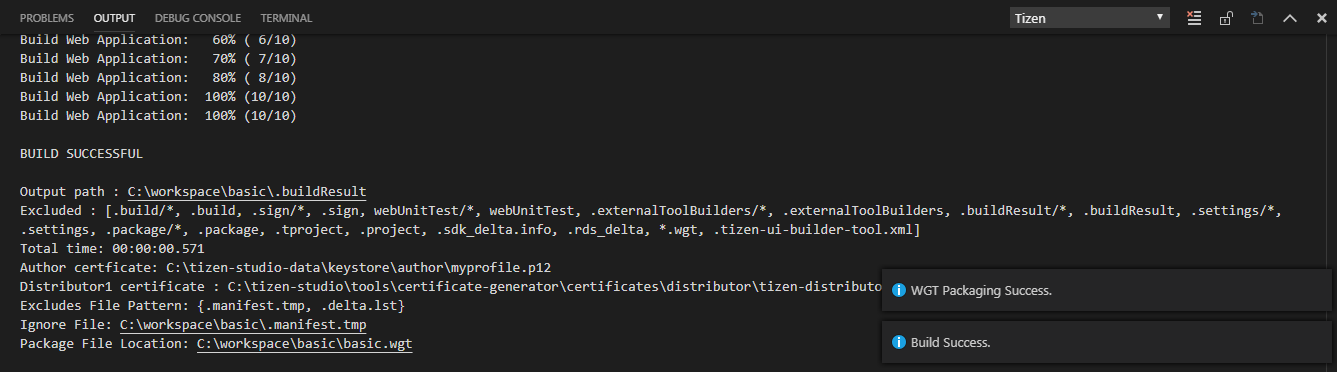 PROBLEMS OUTPUT DEBUG CONSOLE TERMINAL Tizen
Build Web Application:   60% ( 6/10)
Build Web Application:   70% ( 7/10)
Build Web Application:   80% ( 8/10)
Build Web Application:  100% (10/10)
Build Web Application:  100% (10/10)
BUILD SUCCESSFUL
Output path : C:\workspace\basic\.buildResult
Excluded : [.build/*, .build, .sign/*, .sign, webUnitTest/*, webUnitTest, .externalToolBuilders/*, .externalToolBuilders, .buildResult/*, .buildResult, .settings/*,
.settings, .package/*, .package, .tproject, .project, .sdk_delta.info, .rds_delta, *.wgt, .tizen-ui-builder-tool.xml]
Total time: 00:00:00.571
Author certficate: C:\tizen-studio-data\keystore\author\myprofile.p12
Distributor1 certificate : C:\tizen-studio\tools\certificate-generator\certificates\distributor\tizen-distributo
Excludes File Pattern: {.manifest.tmp, .delta.lst}
Ignore File: C:\workspace\basic\.manifest.tmp
Package File Location: C:\workspace\basic\basic.wgt
WGT Packaging Success.
Build Success.